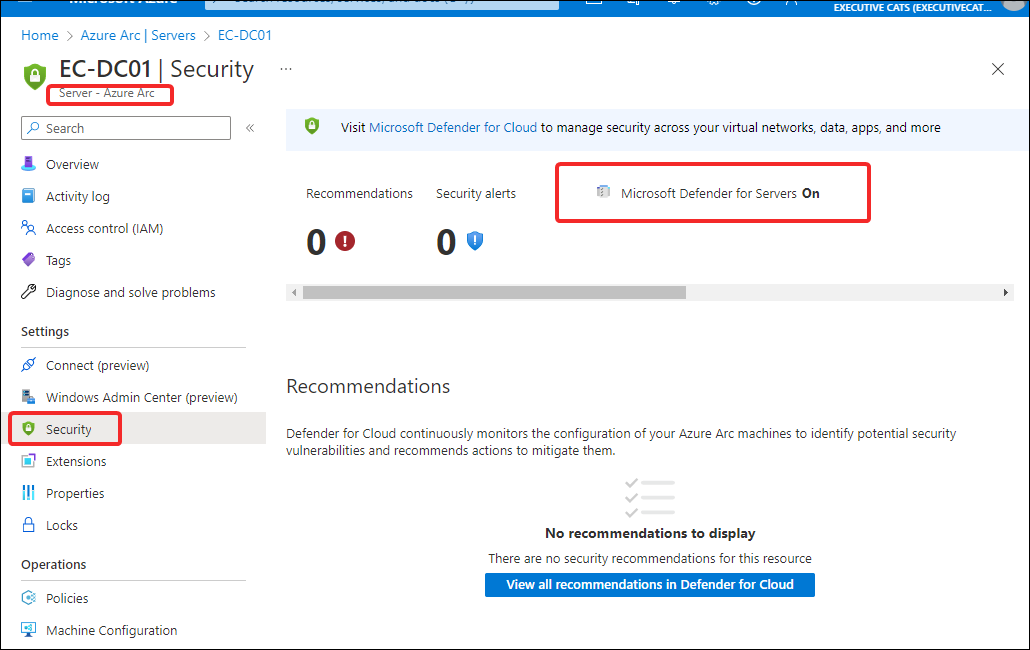 Microsoft Azure
EXECUTIVE CATS (EXECUTIVECAT...
Home > Azure Arc | Servers > EC-DC01
EC-DC01 | Security ...
Server - Azure Arc
Search
«
Overview
Activity log
Access control (IAM)
Tags
Diagnose and solve problems
Settings
Connect (preview)
Windows Admin Center (preview)
Security
Extensions
Properties
Locks
Operations
Policies
Machine Configuration
Visit Microsoft Defender for Cloud to manage security across your virtual networks, data, apps, and more
Recommendations
0
Security alerts
0
Microsoft Defender for Servers On
Recommendations
Defender for Cloud continuously monitors the configuration of your Azure Arc machines to identify potential security
vulnerabilities and recommends actions to mitigate them.
No recommendations to display
There are no security recommendations for this resource
View all recommendations in Defender for Cloud